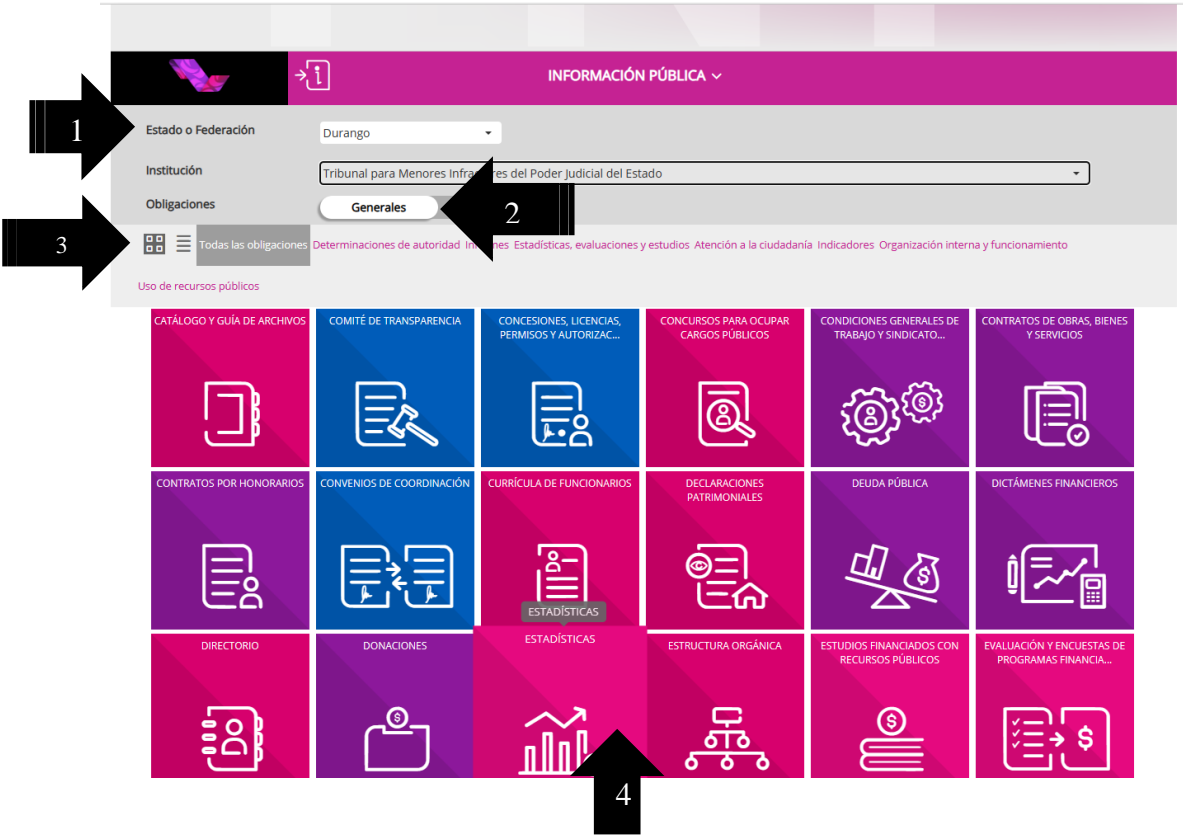 INFORMACIÓN PÚBLICA
1
Estado o Federación
Durango
Institución
Tribunal para Menores Infractores del Poder Judicial del Estado
Obligaciones
Generales
2
3
Todas las obligaciones Determinaciones de autoridad Informes Estadísticas, evaluaciones y estudios Atención a la ciudadanía Indicadores Organización interna y funcionamiento
Uso de recursos públicos
CATÁLOGO Y GUÍA DE ARCHIVOS
COMITÉ DE TRANSPARENCIA
CONCESIONES, LICENCIAS,
PERMISOS Y AUTORIZAC...
CONCURSOS PARA OCUPAR
CARGOS PÚBLICOS
CONDICIONES GENERALES DE
TRABAJO Y SINDICATO...
CONTRATOS DE OBRAS, BIENES
Y SERVICIOS
CONTRATOS POR HONORARIOS
CONVENIOS DE COORDINACIÓN
CURRÍCULA DE FUNCIONARIOS
DECLARACIONES
PATRIMONIALES
DEUDA PÚBLICA
DICTÁMENES FINANCIEROS
ESTADÍSTICAS
DIRECTORIO
DONACIONES
ESTADÍSTICAS
ESTRUCTURA ORGÁNICA
ESTUDIOS FINANCIADOS CON
RECURSOS PÚBLICOS
EVALUACIÓN Y ENCUESTAS DE
PROGRAMAS FINANCIA...
4